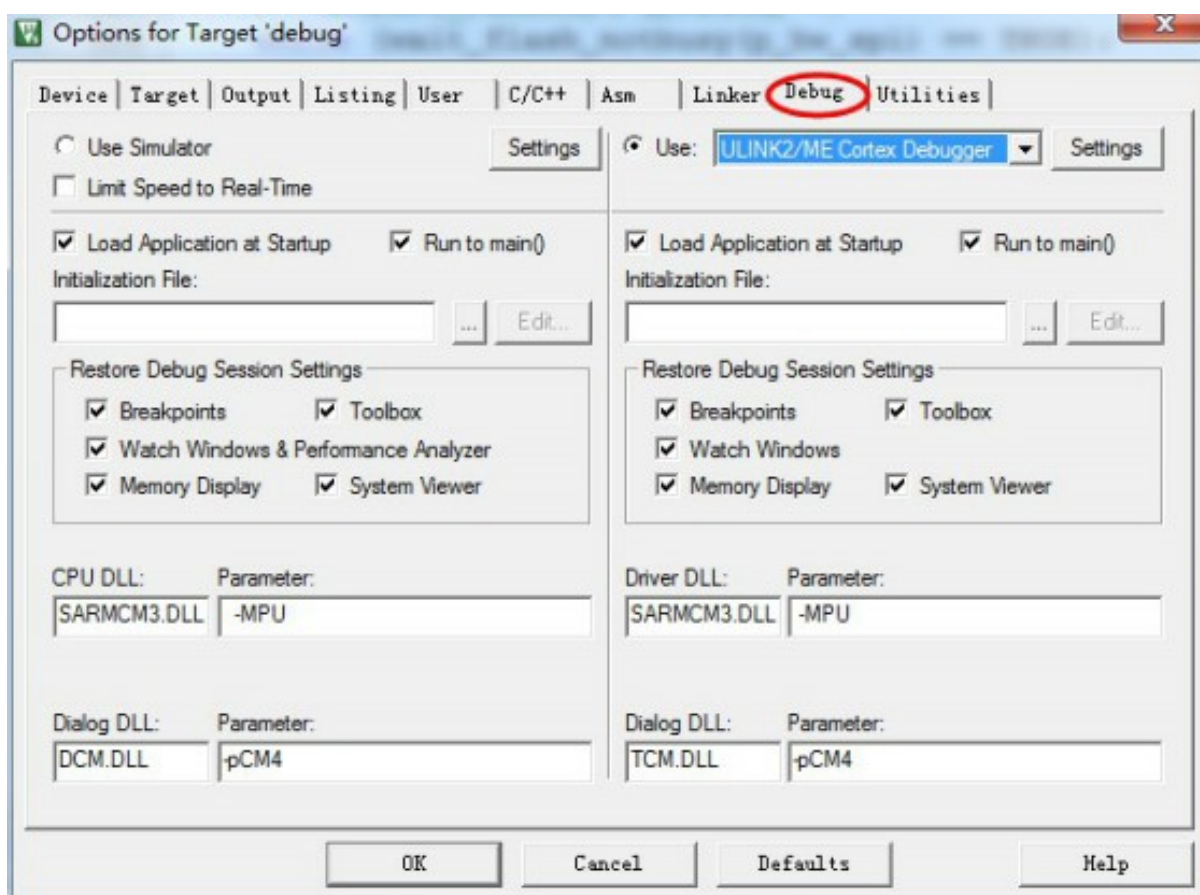 Options for Target 'debug'
Device Target Output Listing User C/C++ Asm Linker Debug Utilities
Use Simulator Settings Use: ULINK2/ME Cortex Debugger Settings
Limit Speed to Real-Time
Load Application at Startup Run to main() Load Application at Startup Run to main()
Initialization File: Initialization File:
... Edit... ... Edit...
Restore Debug Session Settings Restore Debug Session Settings
Breakpoints Toolbox Breakpoints Toolbox
Watch Windows & Performance Analyzer Watch Windows
Memory Display System Viewer Memory Display System Viewer
CPU DLL: Parameter: Driver DLL: Parameter:
SARMCM3.DLL -MPU SARMCM3.DLL -MPU
Dialog DLL: Parameter: Dialog DLL: Parameter:
DCM.DLL -pCM4 TCM.DLL -pCM4
OK Cancel Defaults Help